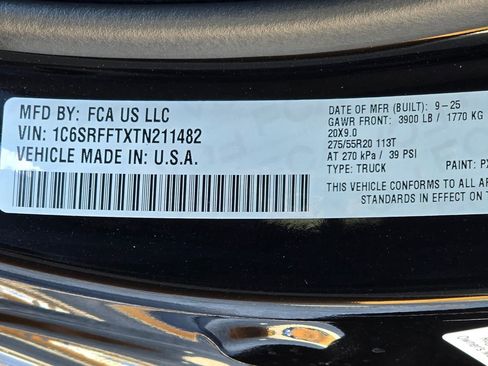 MFD BY: FCA US LLC
VIN: 1C6SRFFTXTN211482
VEHICLE MADE IN: U.S.A.
DATE OF MFR (BUILT): 9-25
GAWR FRONT: 3900 LB / 1770 KG
20X9.0
275/55R20 113T
AT 270 kPa / 39 PSI
TYPE: TRUCK PAINT: PX
THIS VEHICLE CONFORMS TO ALL AP
STANDARDS IN EFFECT ON T